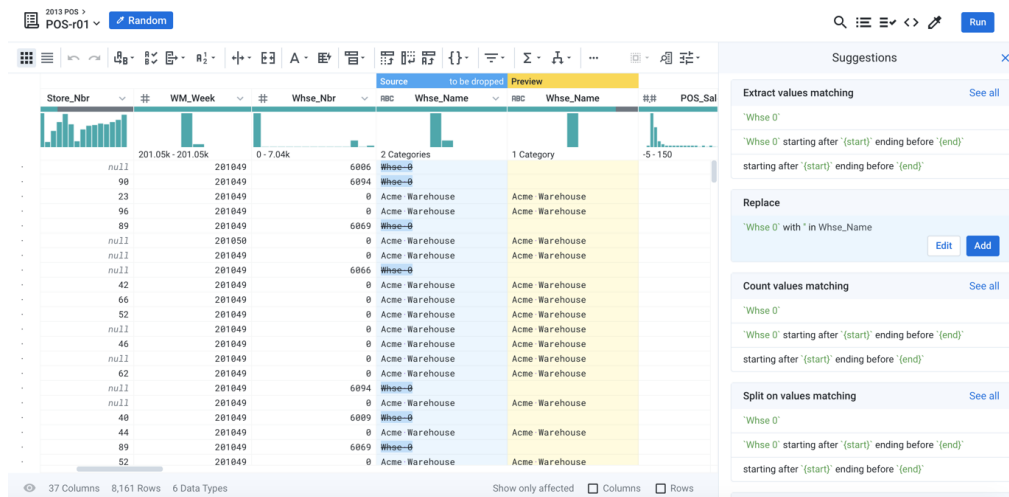 2013 POS >
POS-r01
Random
Run
Source to be dropped Preview
Store_Nbr # WM_Week # Whse_Nbr ABC Whse_Name ABC Whse_Name #.# POS_Sal
201.05k - 201.05k 0 - 7.04k 2 Categories 1 Category -5 - 150
null 201049 6006 Whse·0
90 201049 6094 Whse·0
23 201049 0 Acme·Warehouse Acme·Warehouse
96 201049 0 Acme·Warehouse Acme·Warehouse
89 201049 6069 Whse·0
null 201050 0 Acme·Warehouse Acme·Warehouse
null 201049 0 Acme·Warehouse Acme·Warehouse
null 201049 6066 Whse·0
42 201049 0 Acme·Warehouse Acme·Warehouse
66 201049 0 Acme·Warehouse Acme·Warehouse
52 201049 0 Acme·Warehouse Acme·Warehouse
null 201049 0 Acme·Warehouse Acme·Warehouse
46 201049 0 Acme·Warehouse Acme·Warehouse
null 201049 0 Acme·Warehouse Acme·Warehouse
62 201049 0 Acme·Warehouse Acme·Warehouse
null 201049 6094 Whse·0
null 201049 0 Acme·Warehouse Acme·Warehouse
40 201049 6009 Whse·0
44 201049 0 Acme·Warehouse Acme·Warehouse
89 201049 6069 Whse·0
52 201049 0 Acme·Warehouse Acme·Warehouse
37 Columns 8,161 Rows 6 Data Types Show only affected Columns Rows
Suggestions
Extract values matching See all
`Whse 0`
`Whse 0` starting after `{start}` ending before `{end}`
starting after `{start}` ending before `{end}`
Replace
`Whse 0` with '' in Whse_Name
Edit Add
Count values matching See all
`Whse 0`
`Whse 0` starting after `{start}` ending before `{end}`
starting after `{start}` ending before `{end}`
Split on values matching See all
`Whse 0`
`Whse 0` starting after `{start}` ending before `{end}`
starting after `{start}` ending before `{end}`